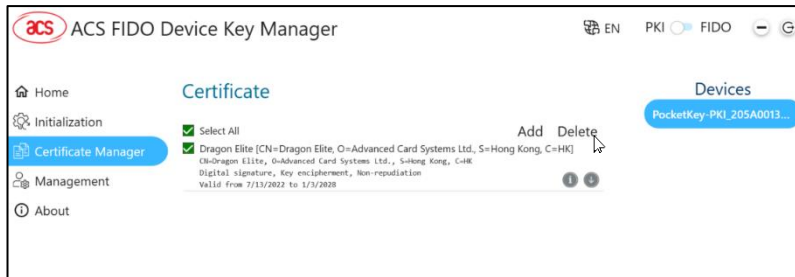 acs ACS FIDO Device Key Manager
EN PKI FIDO
Home
Initialization
Certificate Manager
Management
About
Certificate
Select All
Add Delete
Dragon Elite [CN=Dragon Elite, O=Advanced Card Systems Ltd., S=Hong Kong, C=HK]
CN=Dragon Elite, O=Advanced Card Systems Ltd., S=Hong Kong, C=HK
Digital signature, Key encipherment, Non-repudiation
Valid from 7/13/2022 to 1/3/2028
Devices
PocketKey-PKI_205A0013...